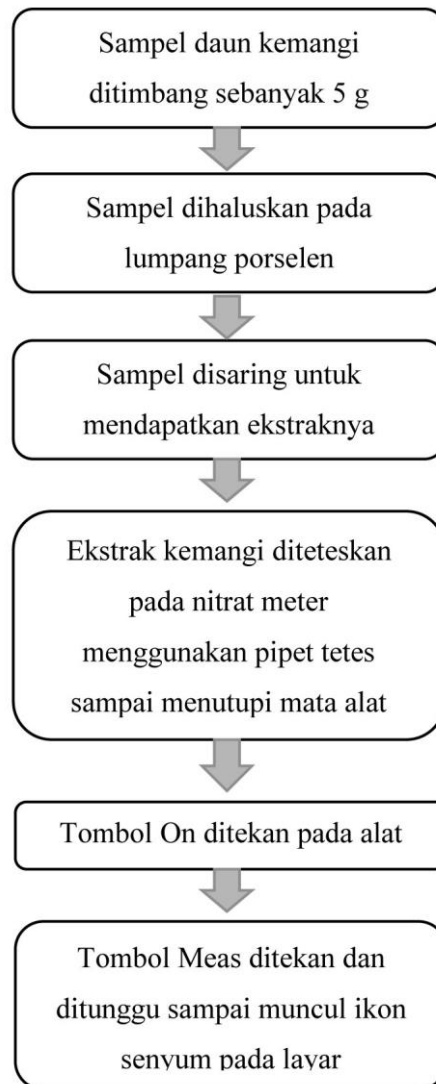 Sampel daun kemangi
ditimbang sebanyak 5 g
Sampel dihaluskan pada
lumpang porselen
Sampel disaring untuk
mendapatkan ekstraknya
Ekstrak kemangi diteteskan
pada nitrat meter
menggunakan pipet tetes
sampai menutupi mata alat
Tombol On ditekan pada alat
Tombol Meas ditekan dan
ditunggu sampai muncul ikon
senyum pada layar